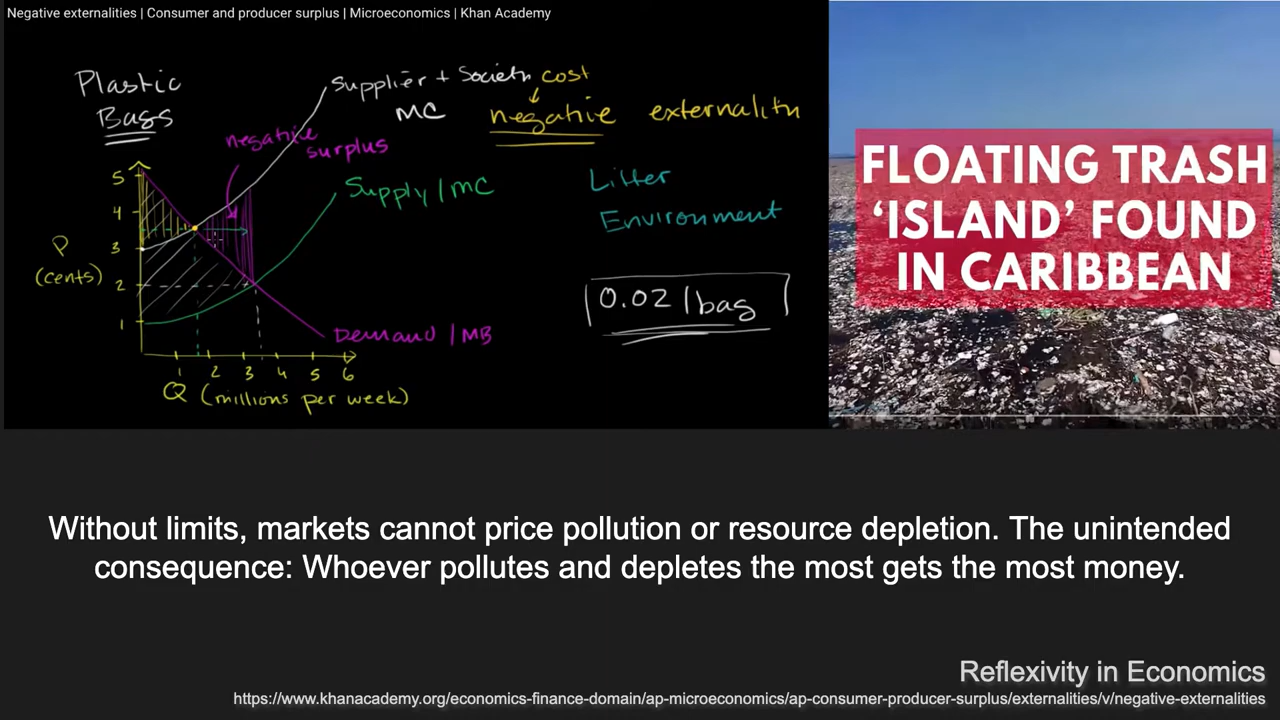 Negative externalities | Consumer and producer surplus | Microeconomics | Khan Academy
Plastic
Bags
Supplier + Society cost
MC
negative externality
negative
surplus
Supply / MC
Litter
Environment
0.02 / bag
5
4
3
2
1
P
(cents)
Demand / MB
1 2 3 4 5 6
Q (millions per week)
FLOATING TRASH
‘ISLAND’ FOUND
IN CARIBBEAN
Without limits, markets cannot price pollution or resource depletion. The unintended
consequence: Whoever pollutes and depletes the most gets the most money.
Reflexivity in Economics
https://www.khanacademy.org/economics-finance-domain/ap-microeconomics/ap-consumer-producer-surplus/externalities/v/negative-externalities